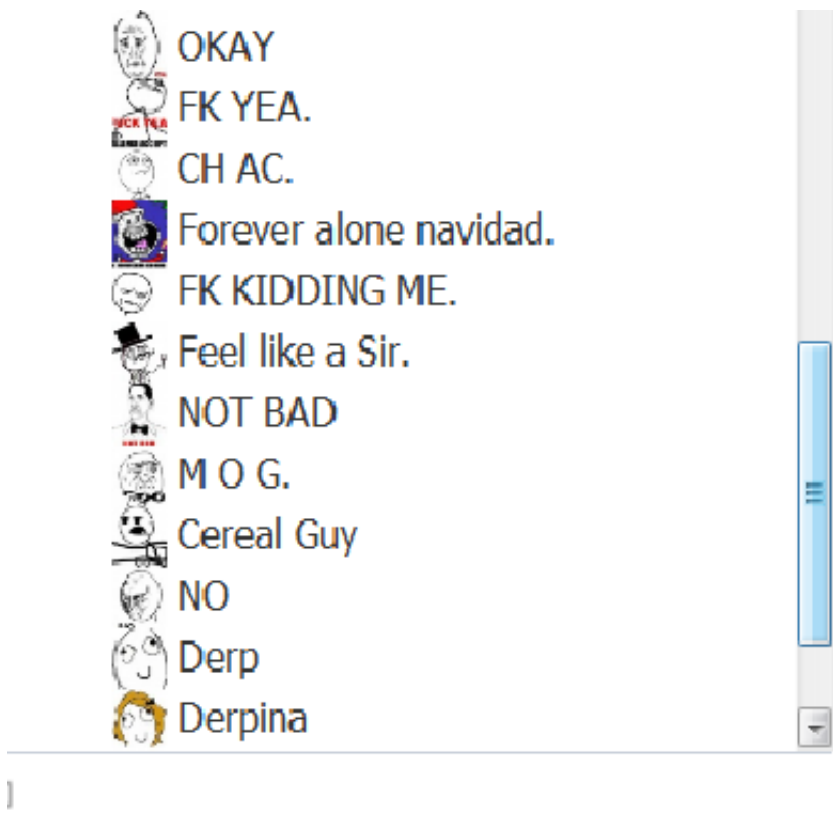 OKAY
FK YEA.
CH AC.
Forever alone navidad.
FK KIDDING ME.
Feel like a Sir.
NOT BAD
M O G.
Cereal Guy
NO
Derp
Derpina